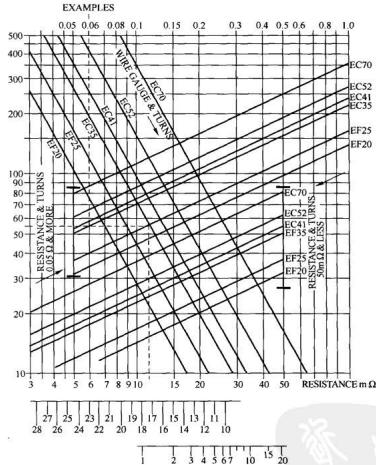 EXAMPLES
0.05 0.06 0.08 0.1 0.15 0.2 0.3 0.4 0.5 0.6 0.8 1.0
500
400
300
200
100
90
80
70
60
50
40
30
20
10
WIRE GAUGE & TURNS
EC70
EC52
EC41
EC35
EF25
EF20
EC70
EC52
EC41
EC35
EF25
EF20
EC70
EC52
EC41
EF35
EF25
EF20
RESISTANCE & TURNS
0.05 Ω & MORE
RESISTANCE & TURNS
50m Ω & LESS
3 4 5 6 7 8 9 10 15 20 30 40 50 RESISTANCE m Ω
27 25 23 21 19 17 15 13 11
28 26 24 22 20 18 16 14 12 10
1 2 3 4 5 6 7 10 15 20